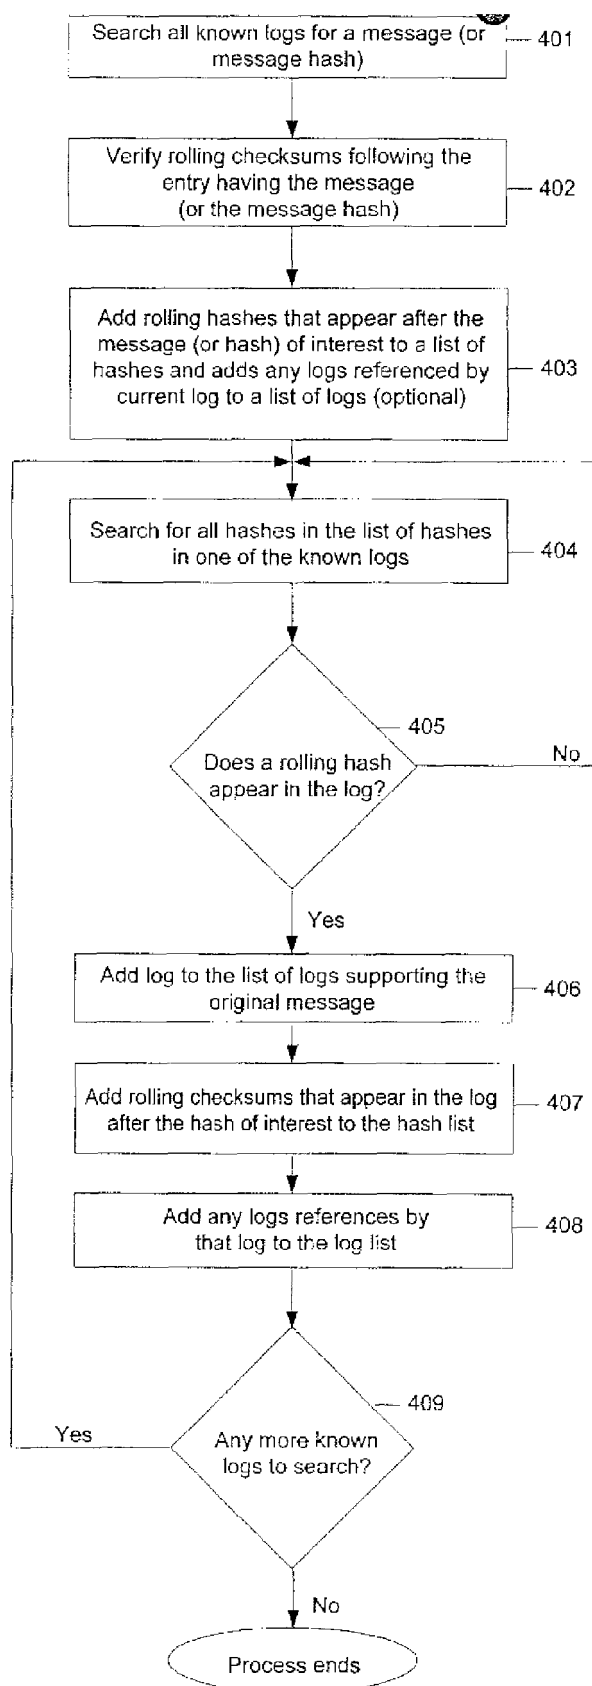 Search all known logs for a message (or
message hash)
401
Verify rolling checksums following the
entry having the message
(or the message hash)
402
Add rolling hashes that appear after the
message (or hash) of interest to a list of
hashes and adds any logs referenced by
current log to a list of logs (optional)
403
Search for all hashes in the list of hashes
in one of the known logs
404
405
Does a rolling hash
appear in the log?
No
Yes
Add log to the list of logs supporting the
original message
406
Add rolling checksums that appear in the log
after the hash of interest to the hash list
407
Add any logs references by
that log to the log list
408
409
Any more known
logs to search?
Yes
No
Process ends